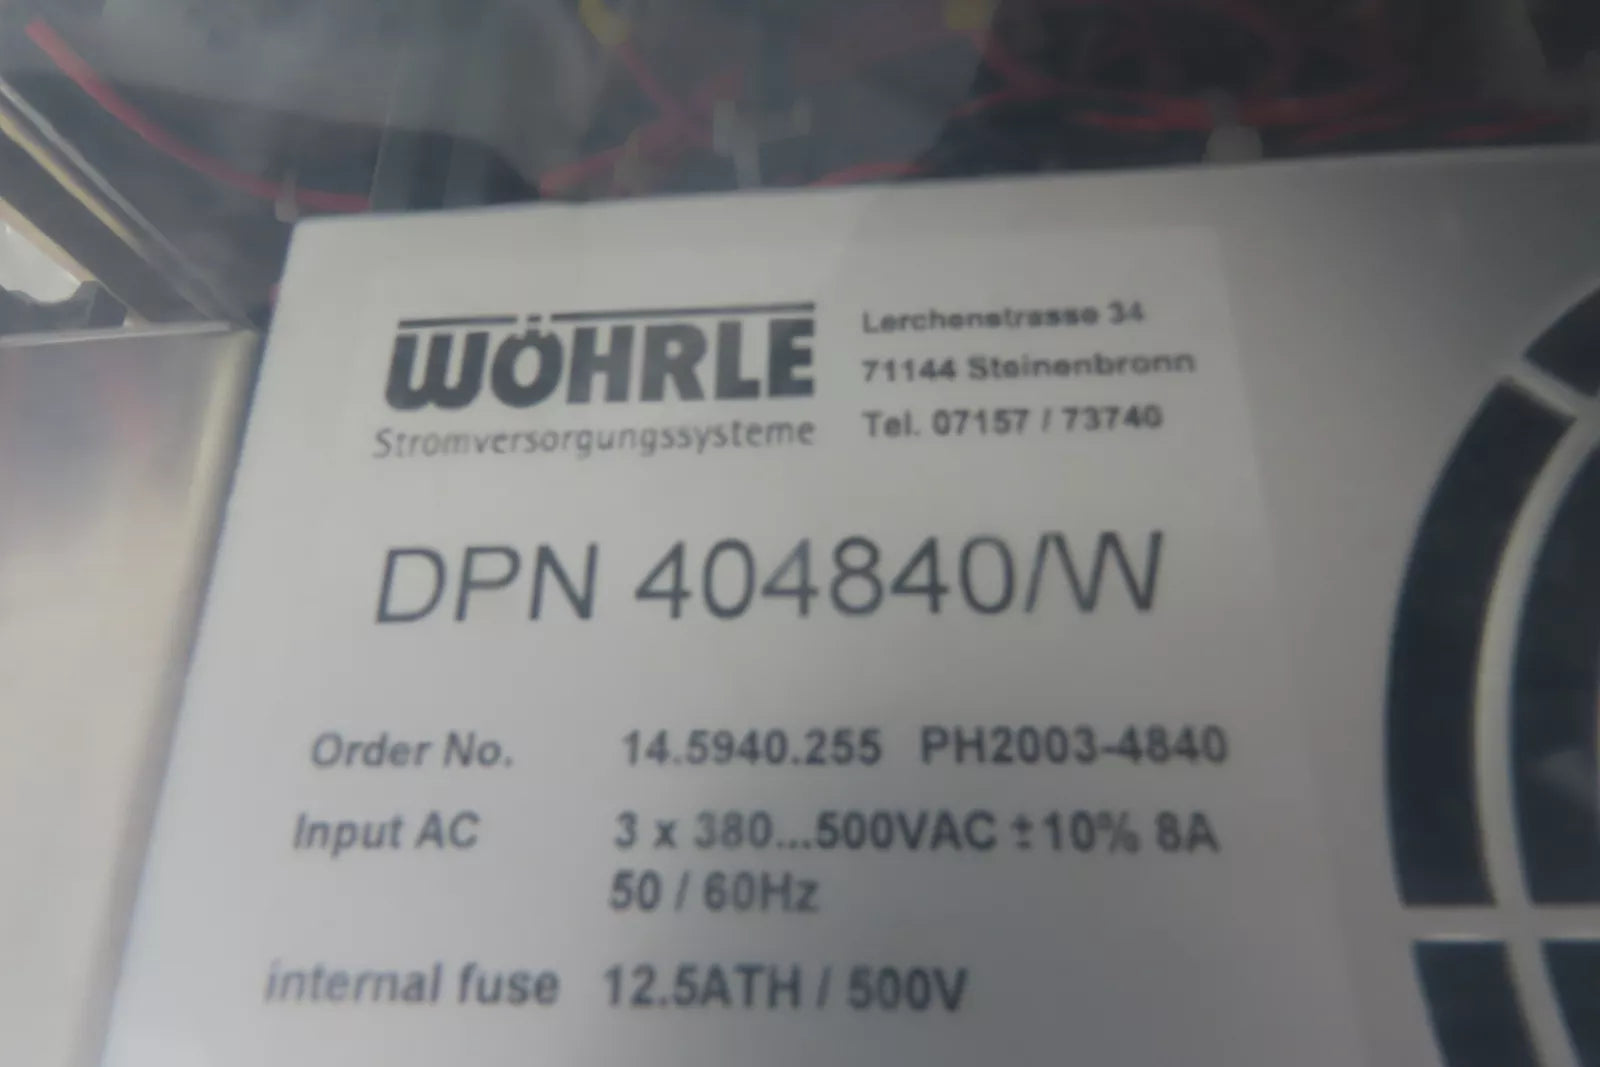 WÖHRLE
Stromversorgungssysteme
Lerchenstrasse 34
71144 Steinenbronn
Tel. 07157 / 73740
DPN 404840/W
Order No. 14.5940.255 PH2003-4840
Input AC 3 x 380...500VAC ±10% 8A
50 / 60Hz
internal fuse 12.5ATH / 500V